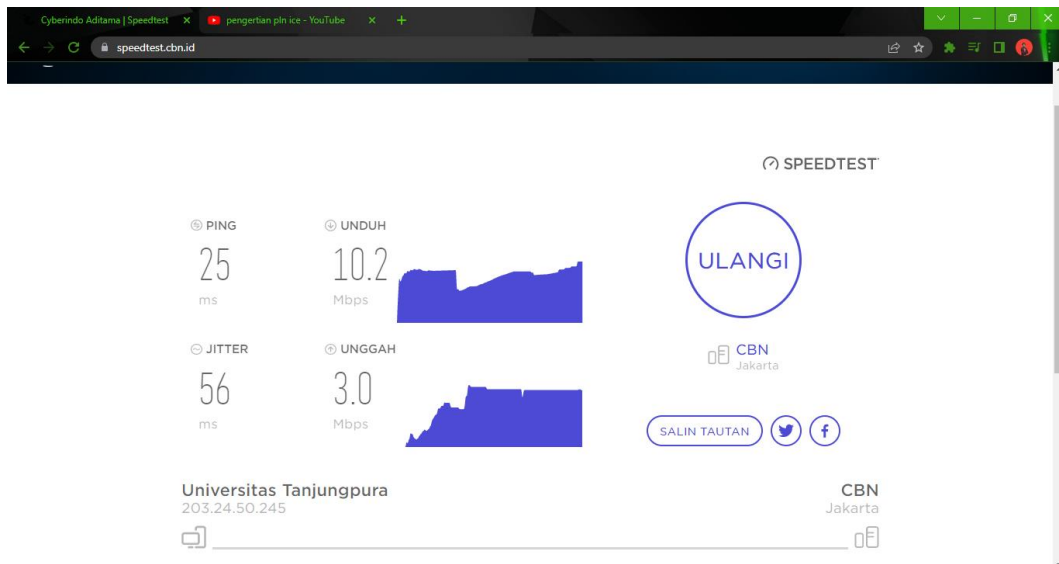 Cyberindo Aditama | Speedtest
pengertian pln ice - YouTube
speedtest.cbn.id
SPEEDTEST
PING
25
ms
UNDUH
10.2
Mbps
ULANGI
JITTER
56
ms
UNGGAH
3.0
Mbps
CBN
Jakarta
SALIN TAUTAN
Universitas Tanjungpura
203.24.50.245
CBN
Jakarta